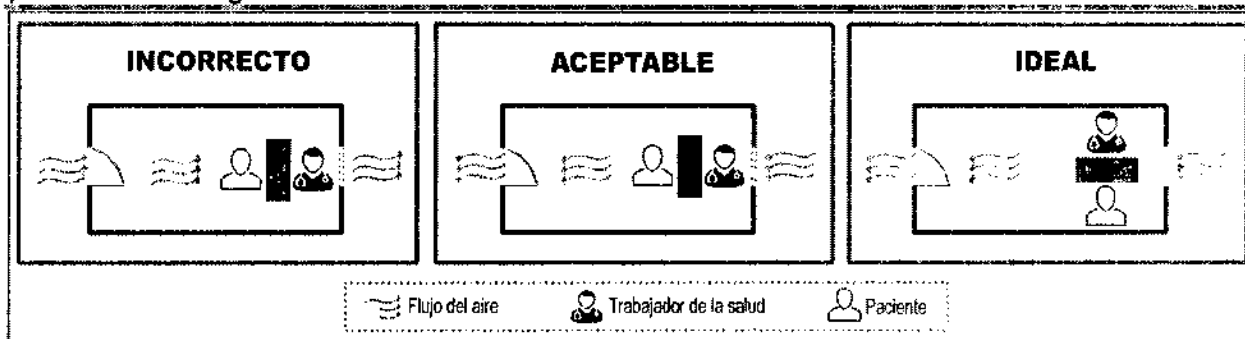 INCORRECTO
ACEPTABLE
IDEAL
Flujo del aire
Trabajador de la salud
Paciente